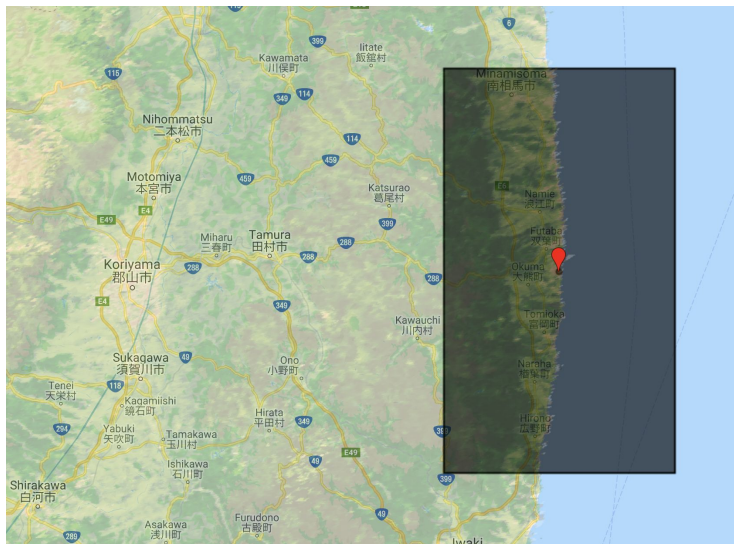 6
399
Iitate
飯舘村
Kawamata
川俣町
115
Minamisoma
南相馬市
349
114
Nihommatsu
二本松市
114
459
459
Motomiya
本宮市
Katsurao
葛尾村
E6
Namie
浪江町
E49
E4
399
Miharu
三春町
Tamura
田村市
Futaba
双葉町
288
288
288
288
Koriyama
郡山市
Okuma
大熊町
E4
349
Kawauchi
川内村
Tomioka
富岡町
Sukagawa
須賀川市
49
Ono
小野町
Naraha
楢葉町
Tenei
天栄村
118
Kagamiishi
鏡石町
Hirata
平田村
349
Hirono
広野町
294
Yabuki
矢吹町
Tamakawa
玉川村
399
E49
49
Ishikawa
石川町
399
Shirakawa
白河市
49
Furudono
古殿町
Asakawa
浅川町
289
Iwaki